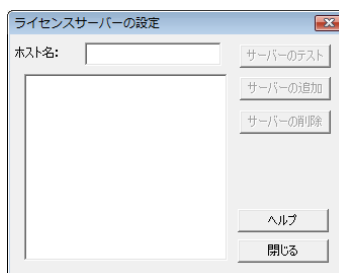 ライセンスサーバーの設定
ホスト名:
サーバーのテスト
サーバーの追加
サーバーの削除
ヘルプ
閉じる